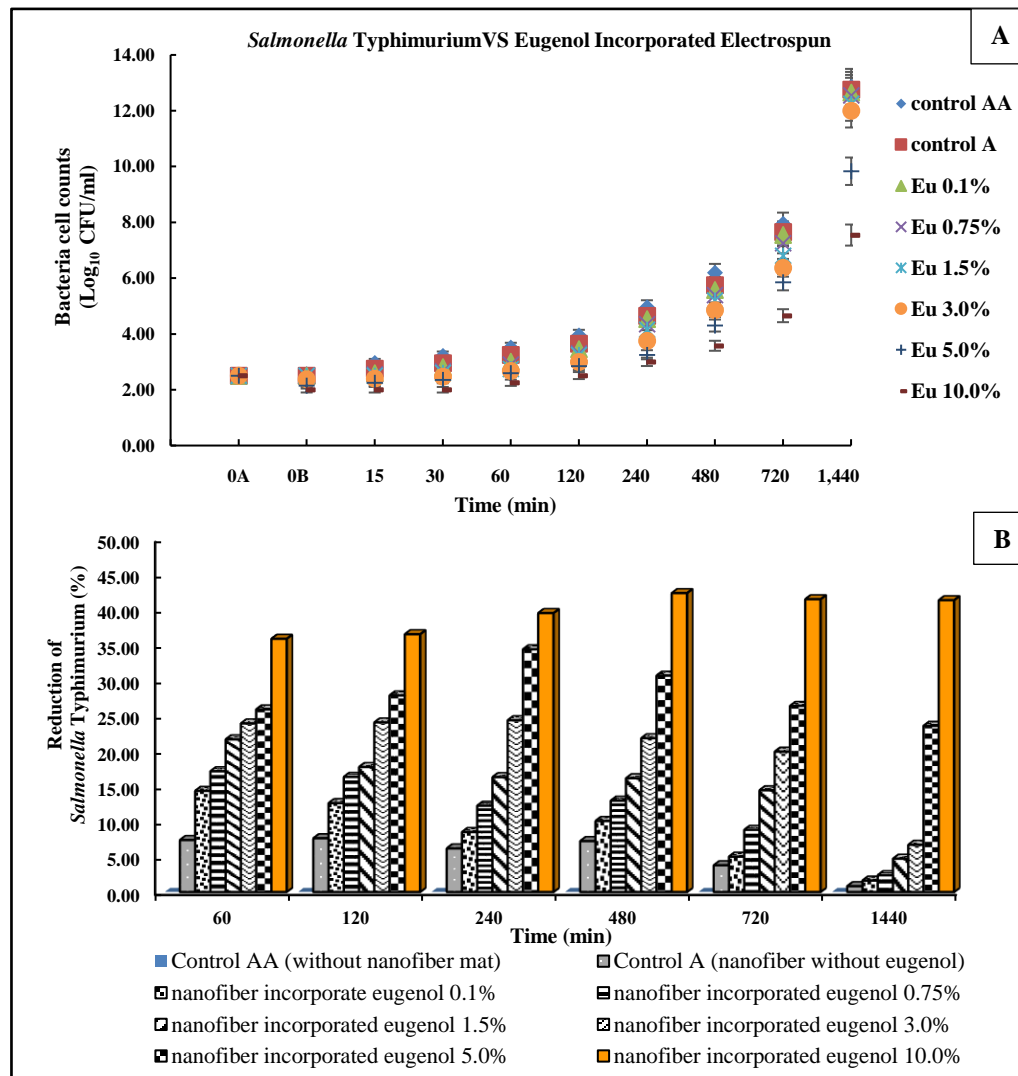 A
Salmonella TyphimuriumVS Eugenol Incorporated Electrospun
14.00
12.00
10.00
8.00
6.00
4.00
2.00
0.00
Bacteria cell counts
(Log₁₀ CFU/ml)
0A 0B 15 30 60 120 240 480 720 1,440
Time (min)
control AA
control A
Eu 0.1%
Eu 0.75%
Eu 1.5%
Eu 3.0%
Eu 5.0%
Eu 10.0%
B
50.00
45.00
40.00
35.00
30.00
25.00
20.00
15.00
10.00
5.00
0.00
Reduction of
Salmonella Typhimurium (%)
60 120 240 480 720 1440
Time (min)
Control AA (without nanofiber mat)
Control A (nanofiber without eugenol)
nanofiber incorporate eugenol 0.1%
nanofiber incorporated eugenol 0.75%
nanofiber incorporated eugenol 1.5%
nanofiber incorporated eugenol 3.0%
nanofiber incorporated eugenol 5.0%
nanofiber incorporated eugenol 10.0%